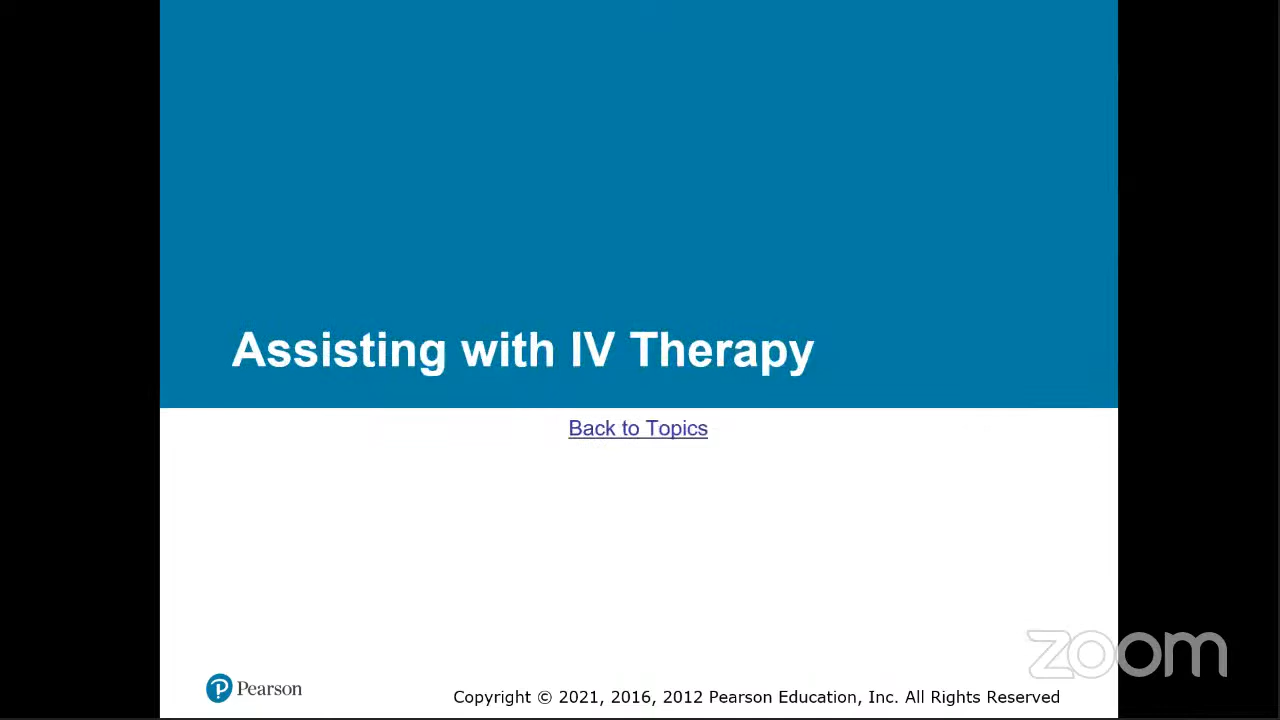 Assisting with IV Therapy
Back to Topics
Pearson
Copyright © 2021, 2016, 2012 Pearson Education, Inc. All Rights Reserved
zoom